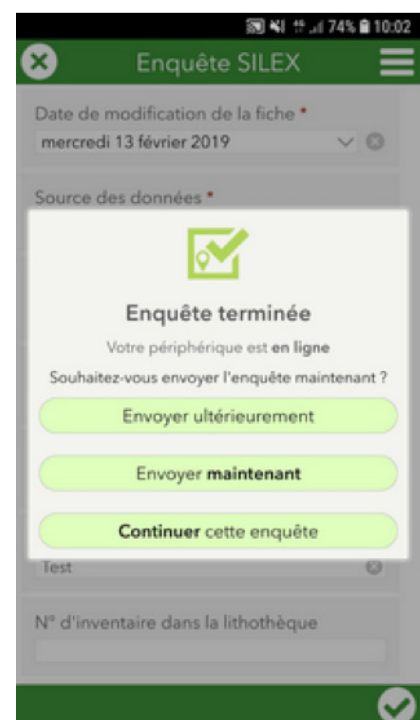 74% 10:02
Enquête SILEX
Date de modification de la fiche *
mercredi 13 février 2019
Source des données *
Enquête terminée
Votre périphérique est en ligne
Souhaitez-vous envoyer l'enquête maintenant ?
Envoyer ultérieurement
Envoyer maintenant
Continuer cette enquête
Test
N° d'inventaire dans la lithothèque